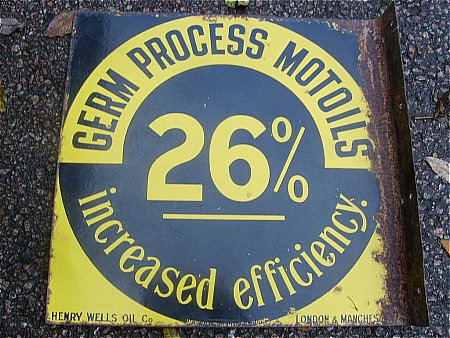 GERM PROCESS MOTOILS
26%
increased efficiency.
HENRY WELLS OIL Co
LONDON & MANCHES